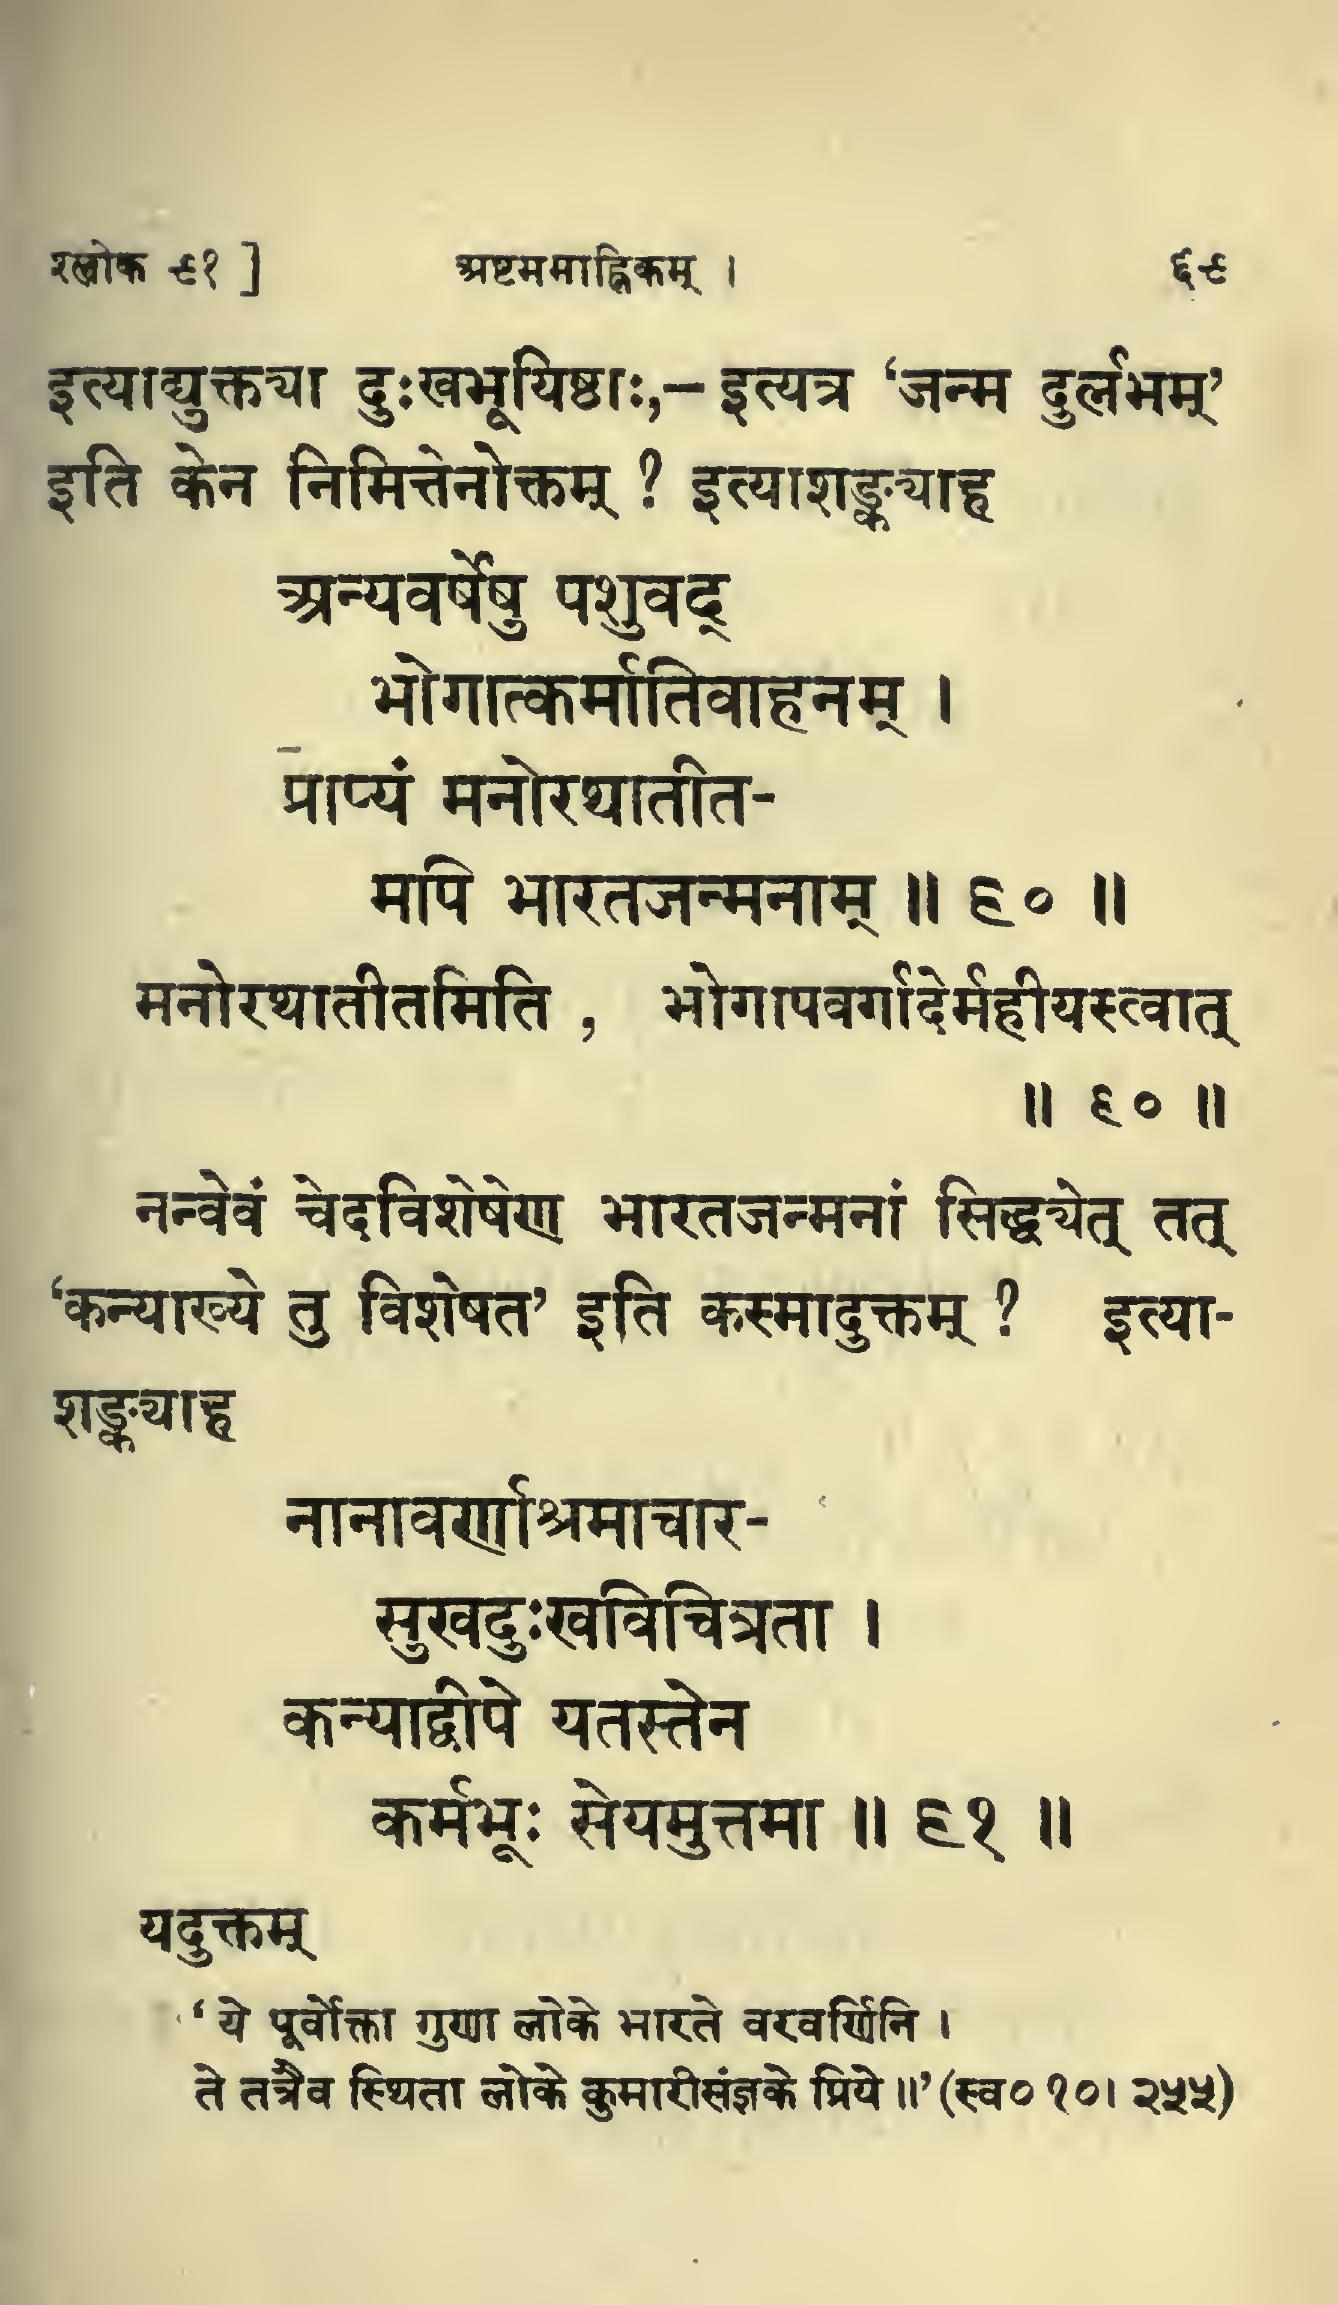 श्लोक ९१ ] अष्टममाह्निकम् । ६९
इत्याद्युक्त्या दुःखभूयिष्ठाः,—इत्यत्र ‘जन्म दुर्लभम्’
इति केन निमित्तेनोक्तम् ? इत्याशङ्क्याह
अन्यवर्षेषु पशुवद्
भोगात्कर्मातिवाहनम् ।
प्राप्यं मनोरथातीत-
मपि भारतजन्मनाम् ॥ ९० ॥
मनोरथातीतमिति , भोगापवर्गादेर्महीयस्त्वात्
॥ ९० ॥
नन्वेवं चेदविशेषेण भारतजन्मनां सिद्ध्येत् तत्
‘कन्याख्ये तु विशेषत’ इति कस्मादुक्तम् ? इत्या-
शङ्क्याह
नानावर्णाश्रमाचार-
सुखदुःखविचित्रता ।
कन्याद्वीपे यतस्तेन
कर्मभूः सेयमुत्तमा ॥ ९१ ॥
यदुक्तम्
‘ ये पूर्वोक्ता गुणा लोके भारते वरवर्णिनि ।
ते तत्रैव स्थिता लोके कुमारीसंज्ञके प्रिये ॥’ (स्व० १०। २५५)